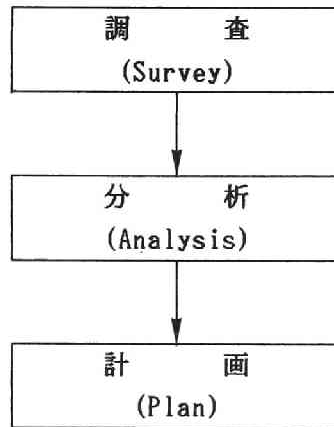 調 査
(Survey)
分 析
(Analysis)
計 画
(Plan)